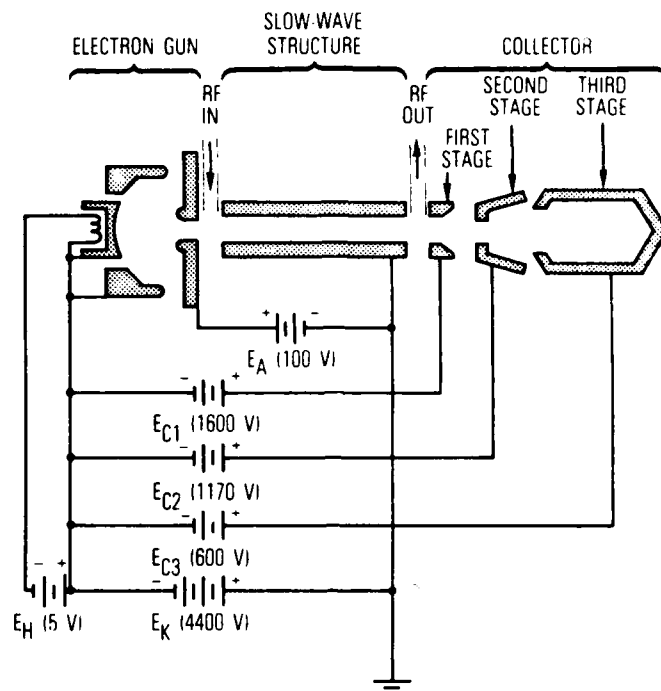 SLOW-WAVE
STRUCTURE
ELECTRON GUN
COLLECTOR
RF
IN
RF
OUT
FIRST
STAGE
SECOND
STAGE
THIRD
STAGE
+ -
E_A (100 V)
- +
E_C1 (1600 V)
- +
E_C2 (1170 V)
- +
E_C3 (600 V)
- +
E_H (5 V)
- +
E_K (4400 V)